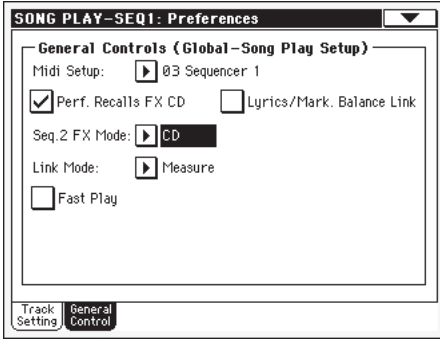 SONG PLAY-SEQ1: Preferences
General Controls (Global-Song Play Setup)
Midi Setup: 03 Sequencer 1
Perf. Recalls FX CD Lyrics/Mark. Balance Link
Seq.2 FX Mode: CD
Link Mode: Measure
Fast Play
Track Setting General Control